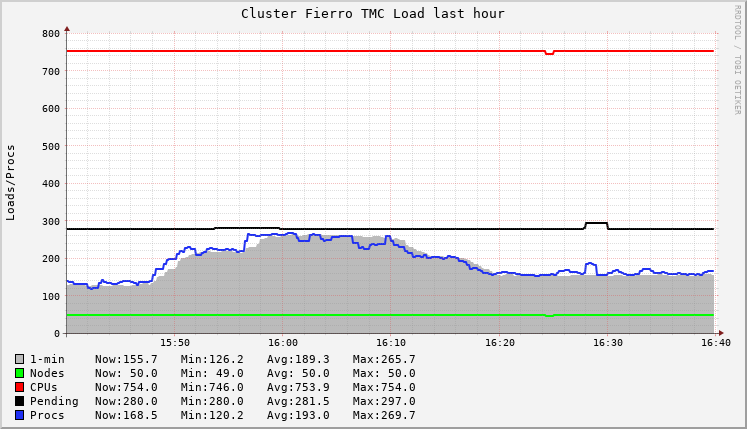 Cluster Fierro TMC Load last hour
RRDTOOL / TOBI OETIKER
Loads/Procs
800
700
600
500
400
300
200
100
0
15:50 16:00 16:10 16:20 16:30 16:40
1-min Now:155.7 Min:126.2 Avg:189.3 Max:265.7
Nodes Now: 50.0 Min: 49.0 Avg: 50.0 Max: 50.0
CPUs Now:754.0 Min:746.0 Avg:753.9 Max:754.0
Pending Now:280.0 Min:280.0 Avg:281.5 Max:297.0
Procs Now:168.5 Min:120.2 Avg:193.0 Max:269.7